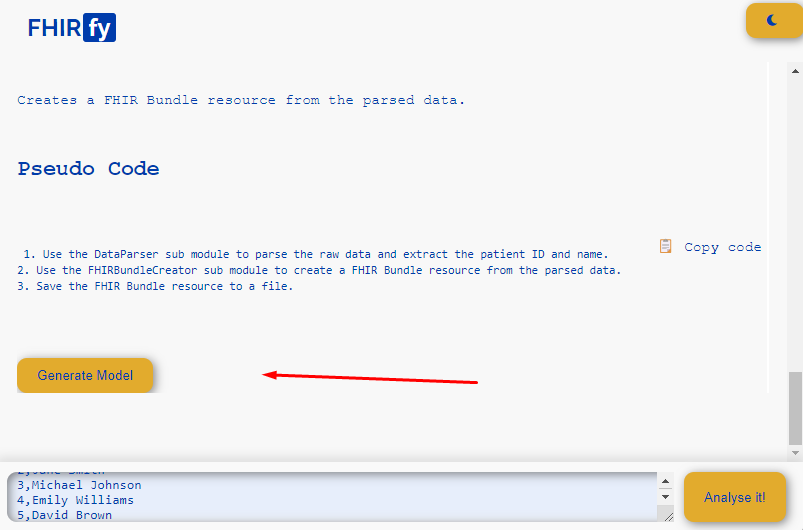 FHIRfy
Creates a FHIR Bundle resource from the parsed data.
Pseudo Code
Copy code
1. Use the DataParser sub module to parse the raw data and extract the patient ID and name.
2. Use the FHIRBundleCreator sub module to create a FHIR Bundle resource from the parsed data.
3. Save the FHIR Bundle resource to a file.
Generate Model
2,Jane Smith
3,Michael Johnson
4,Emily Williams
5,David Brown
Analyse it!